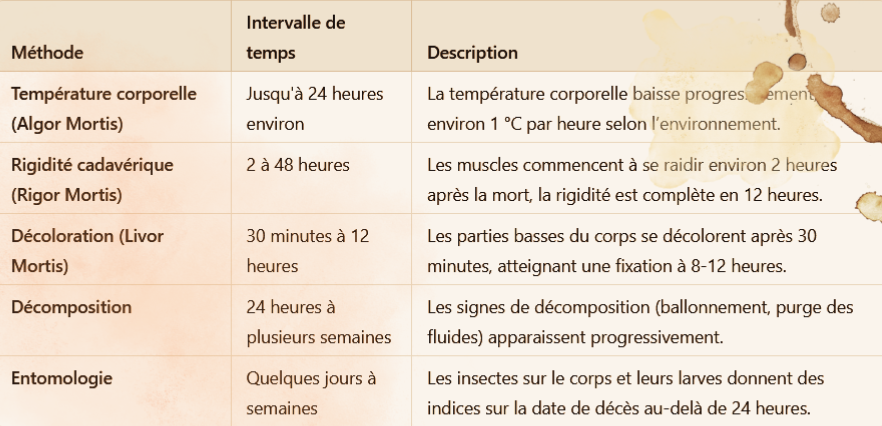 Méthode
Intervalle de
temps
Description
Température corporelle
(Algor Mortis)
Jusqu'à 24 heures
environ
La température corporelle baisse
environ 1 °C par heure selon l'environnement.
Rigidité cadavérique
(Rigor Mortis)
2 à 48 heures
Les muscles commencent à se raidir environ 2 heures
après la mort, la rigidité est complète en 12 heures.
Décoloration (Livor
Mortis)
30 minutes à 12
heures
Les parties basses du corps se décolorent après 30
minutes, atteignant une fixation à 8-12 heures.
Décomposition
24 heures à
plusieurs semaines
Les signes de décomposition (ballonnement, purge des
fluides) apparaissent progressivement.
Entomologie
Quelques jours à
semaines
Les insectes sur le corps et leurs larves donnent des
indices sur la date de décès au-delà de 24 heures.